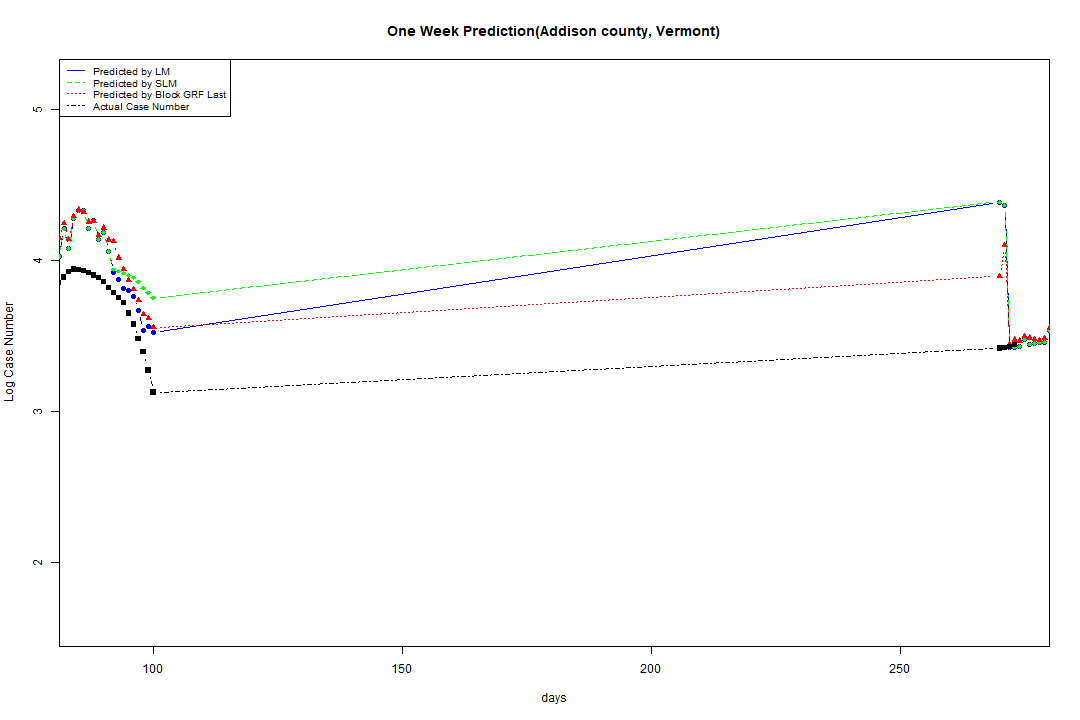 One Week Prediction(Addison county, Vermont)
Predicted by LM
Predicted by SLM
Predicted by Block GRF Last
Actual Case Number
5
4
3
2
Log Case Number
100 150 200 250
days